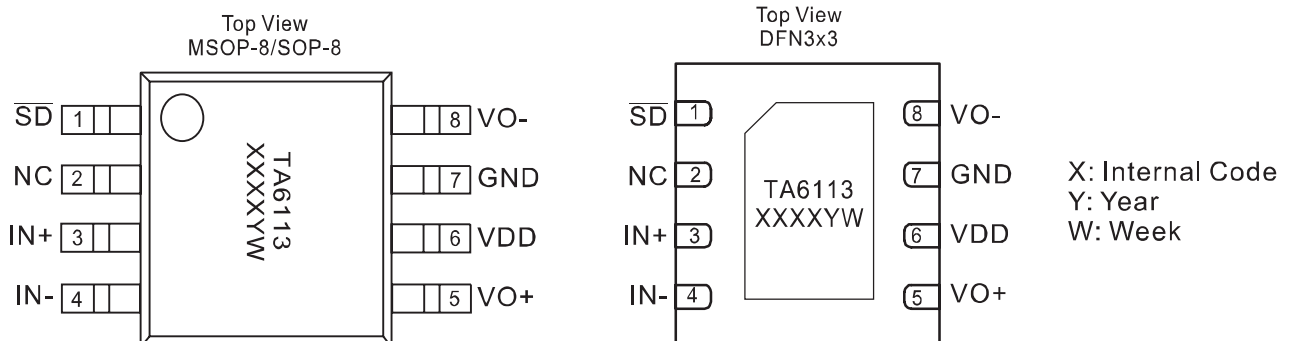 Top View
MSOP-8/SOP-8
SD 1
NC 2
IN+ 3
IN- 4
TA6113
XXXXYW
8 VO-
7 GND
6 VDD
5 VO+
Top View
DFN3x3
SD 1
NC 2
IN+ 3
IN- 4
TA6113
XXXXYW
8 VO-
7 GND
6 VDD
5 VO+
X: Internal Code
Y: Year
W: Week